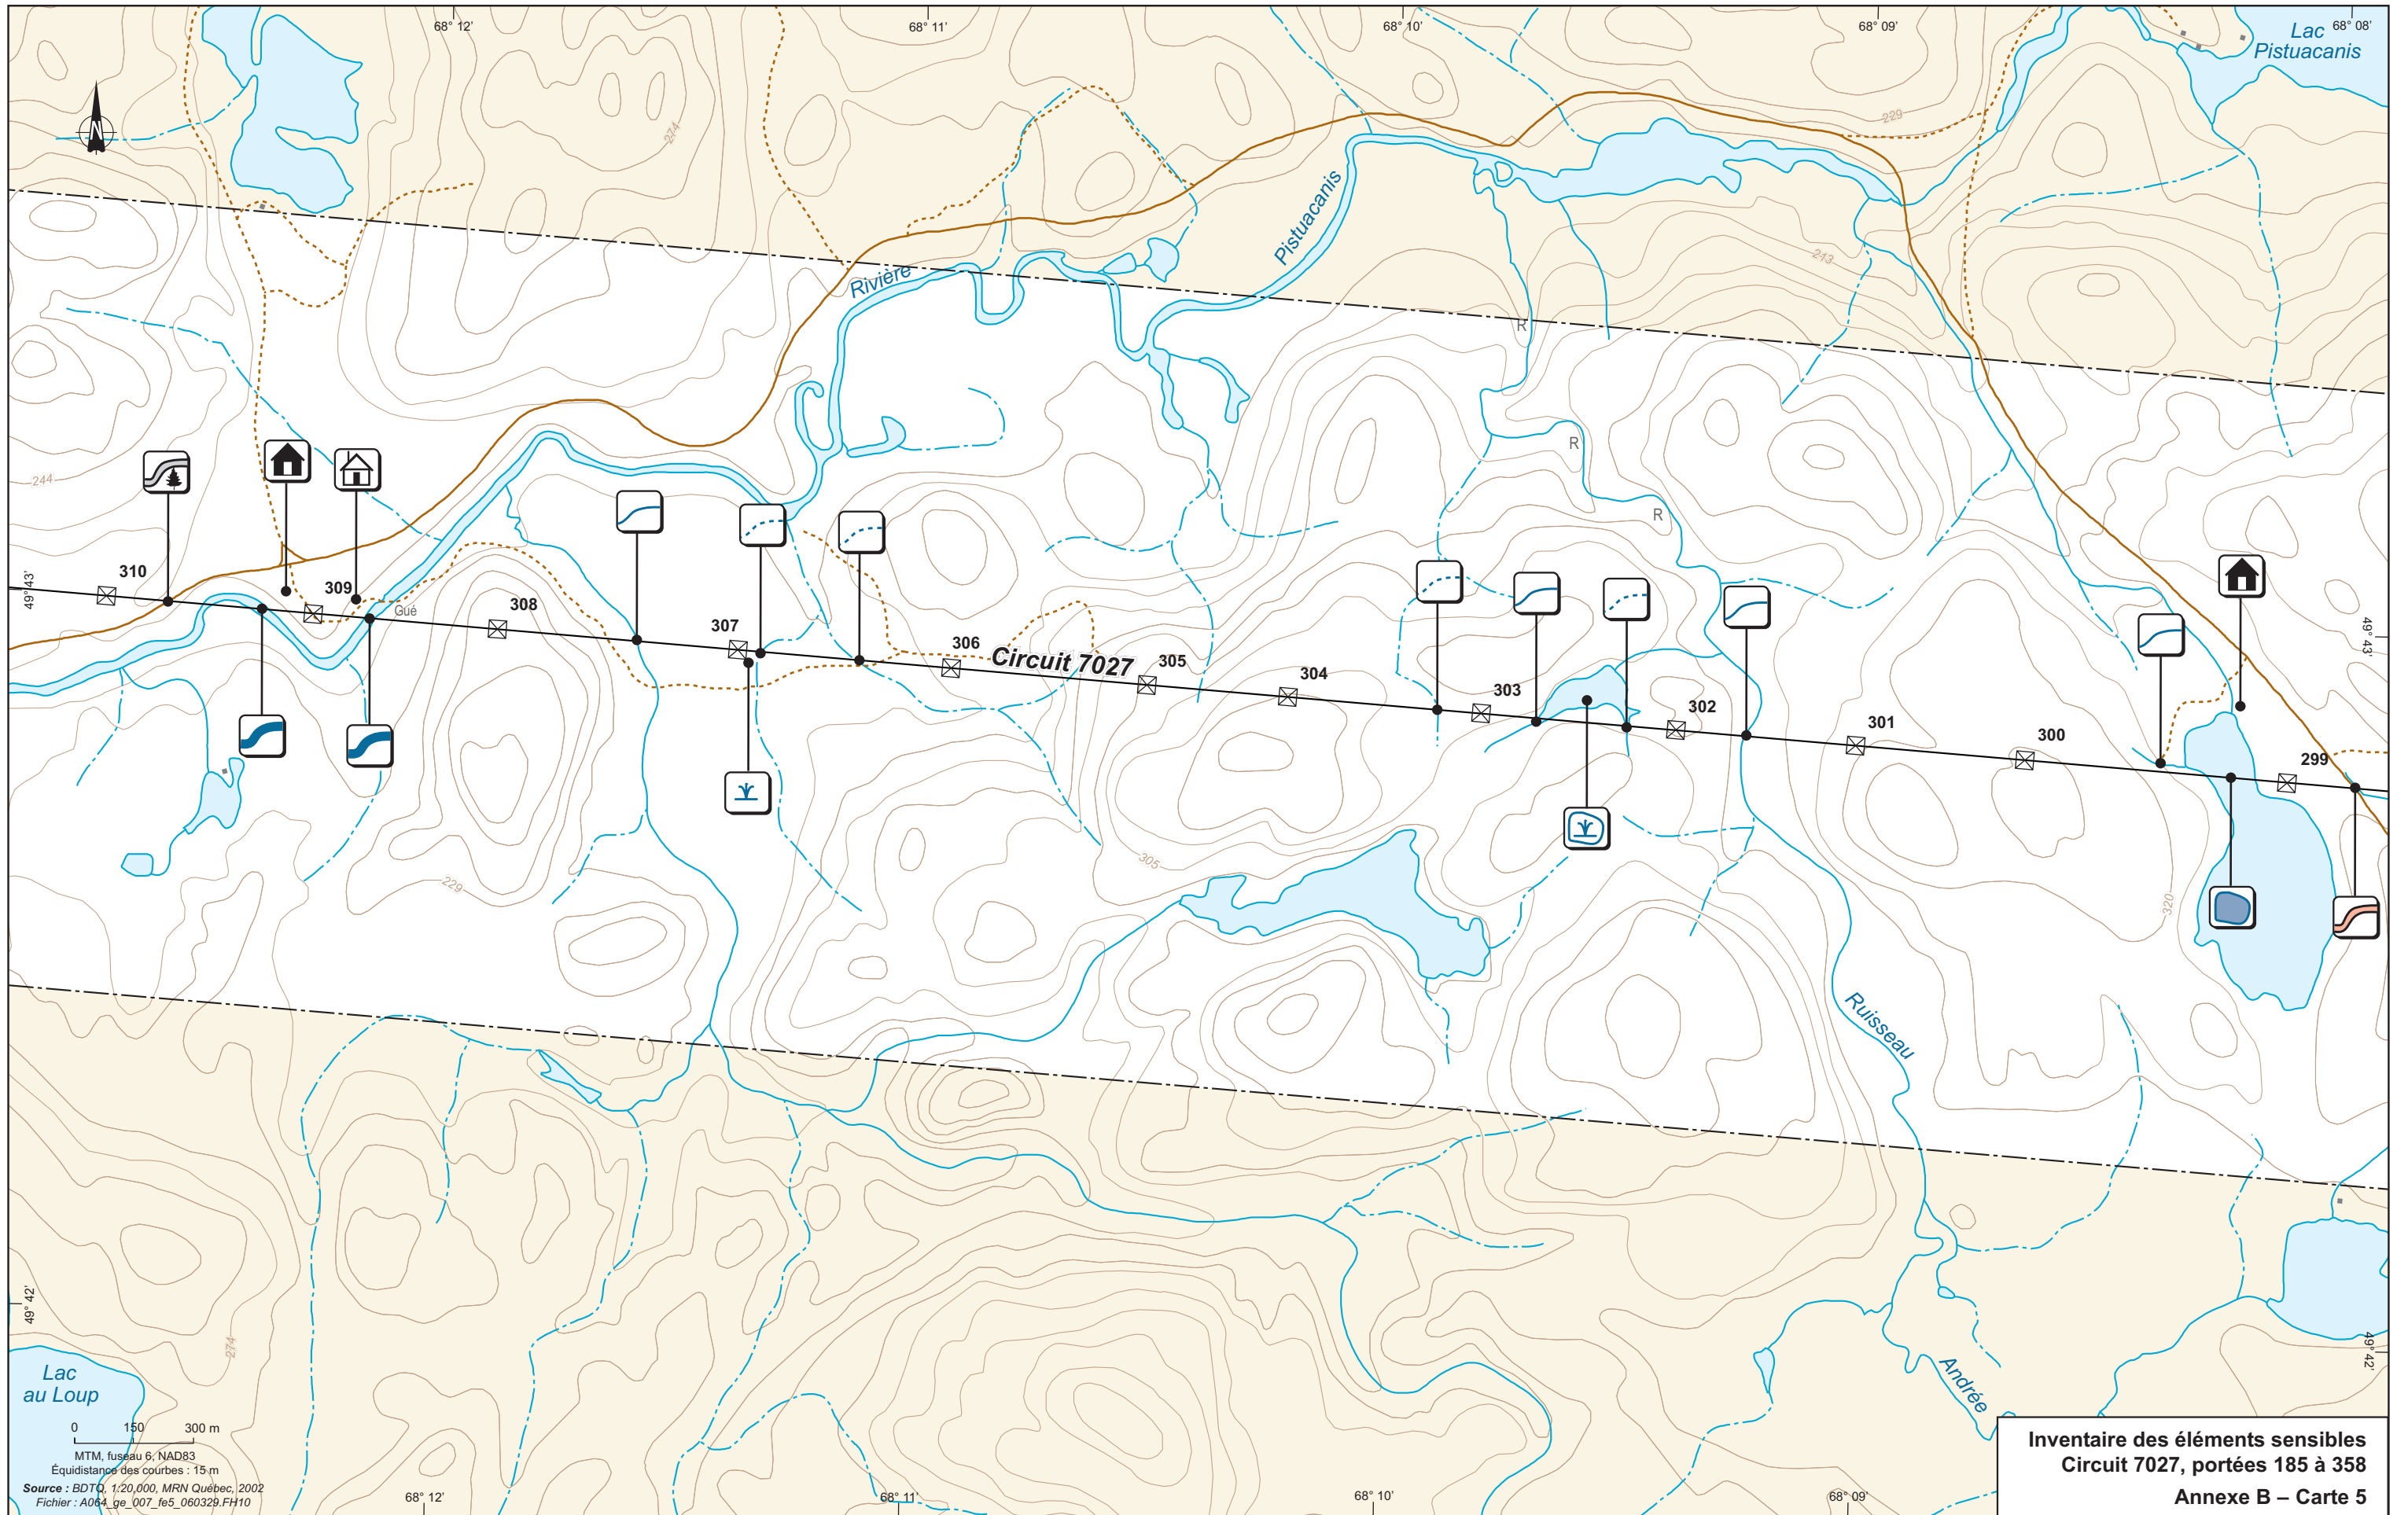 68° 12'
68° 11'
68° 10'
68° 09'
68° 08'
Lac
Pistuacanis
N
274
229
Pistuacanis
213
Rivière
R
R
R
244
49° 43'
310
309
Gué
308
307
306
Circuit 7027
305
304
303
302
301
300
299
49° 43'
305
229
320
Ruisseau
49° 42'
49° 42'
274
Andrée
Lac
au Loup
0 150 300 m
MTM, fuseau 6, NAD83
Équidistance des courbes : 15 m
Source : BDTQ, 1:20,000, MRN Québec, 2002
Fichier : A064_ge_007_fe5_060329.FH10
68° 12'
68° 11'
68° 10'
68° 09'
Inventaire des éléments sensibles
Circuit 7027, portées 185 à 358
Annexe B – Carte 5